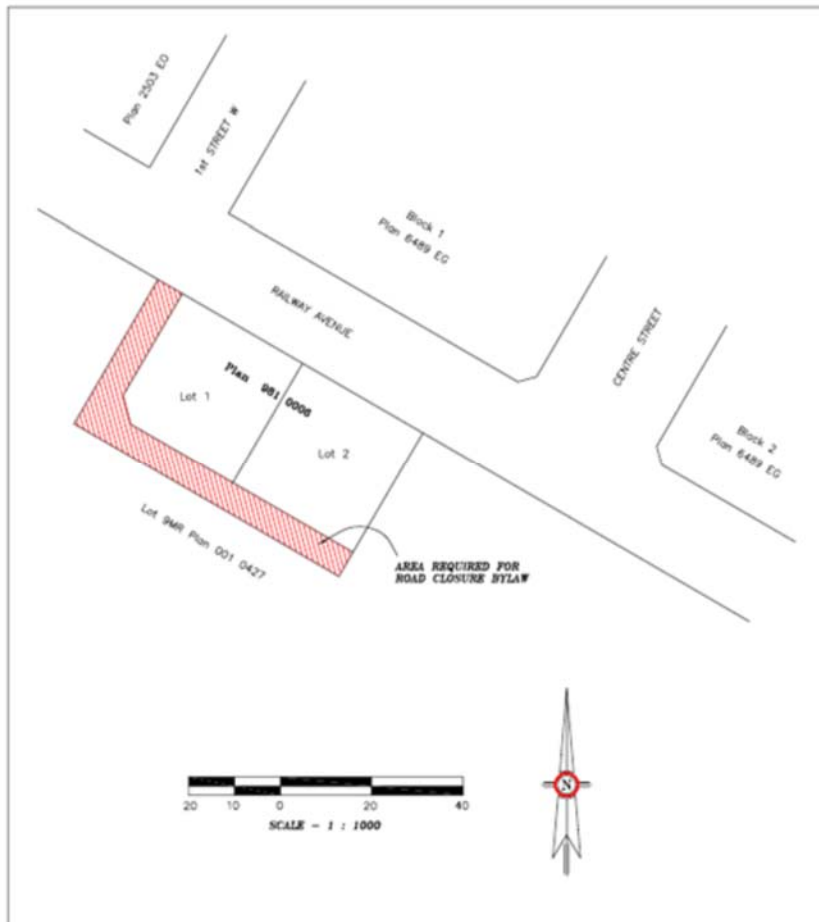 Plan 2503 EO
1st STREET W
Block 1
Plan 6489 EG
RAILWAY AVENUE
CENTRE STREET
Plan 981 0006
Lot 1
Lot 2
Block 2
Plan 6489 EG
Lot 9MR Plan 001 0427
AREA REQUIRED FOR
ROAD CLOSURE BYLAW
20 10 0 20 40
SCALE - 1 : 1000
N